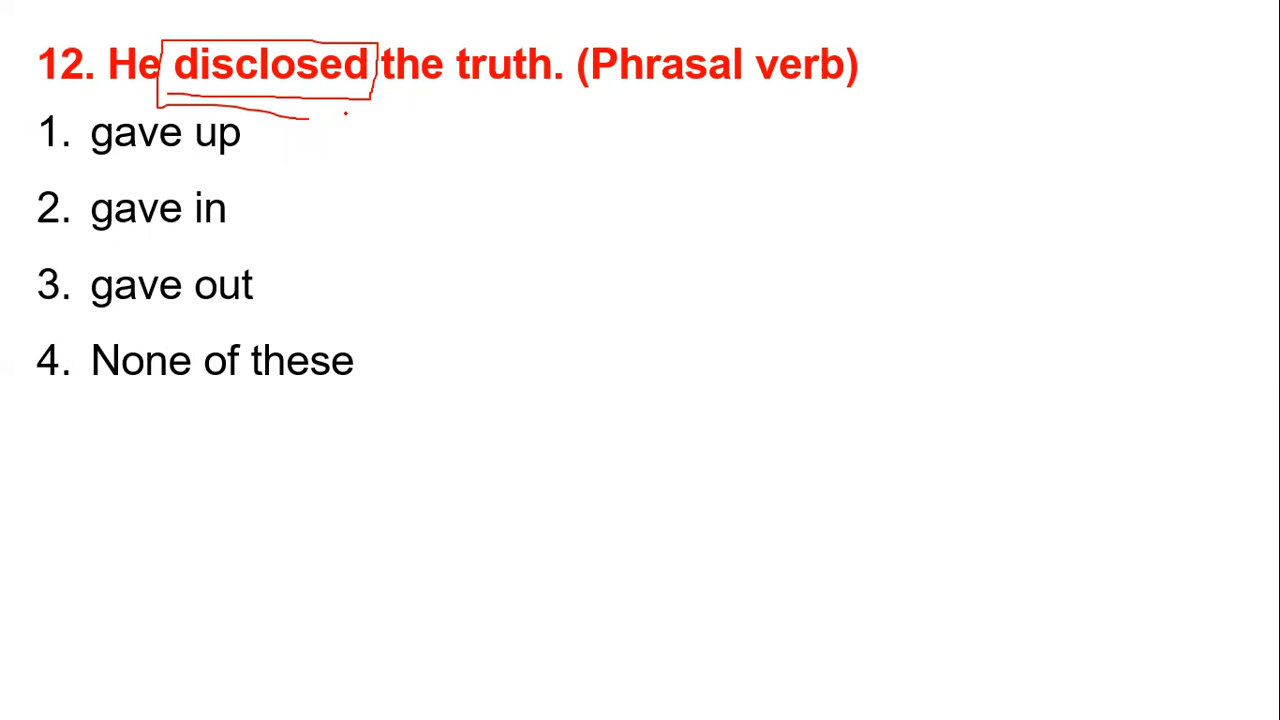 12. He disclosed the truth. (Phrasal verb)
1. gave up
2. gave in
3. gave out
4. None of these